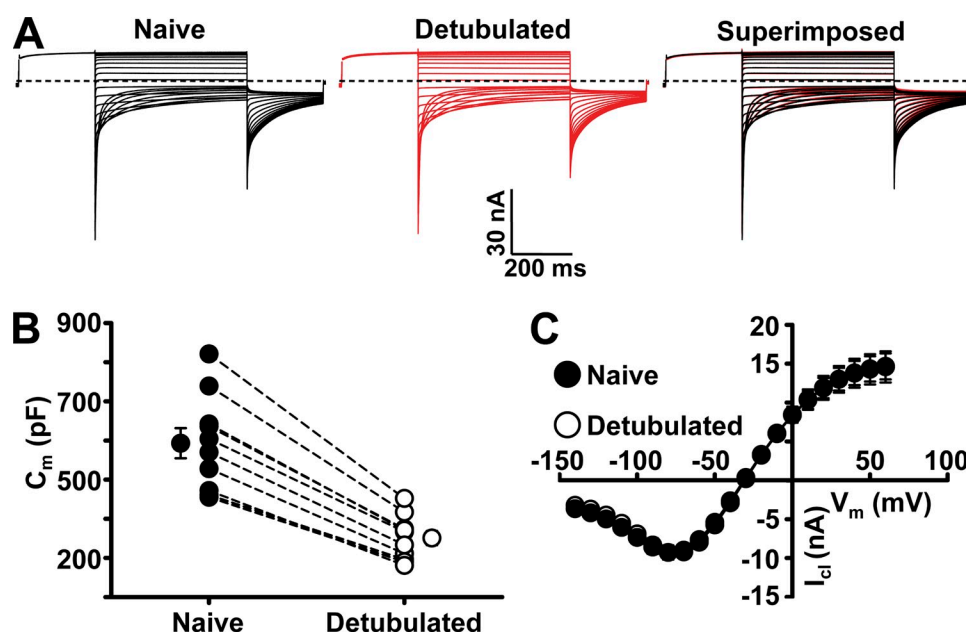 A
Naive
Detubulated
Superimposed
30 nA
200 ms
B
900
700
500
200
Cm (pF)
Naive
Detubulated
C
Naive
Detubulated
20
15
-150
-100
-50
50
100
Vm (mV)
-5
-10
-15
Icl (nA)